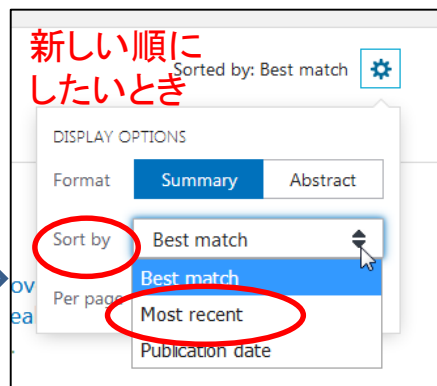 新しい順に
したいとき
Sorted by: Best match
DISPLAY OPTIONS
Format Summary Abstract
Sort by Best match
Best match
Per page
Most recent
Publication date